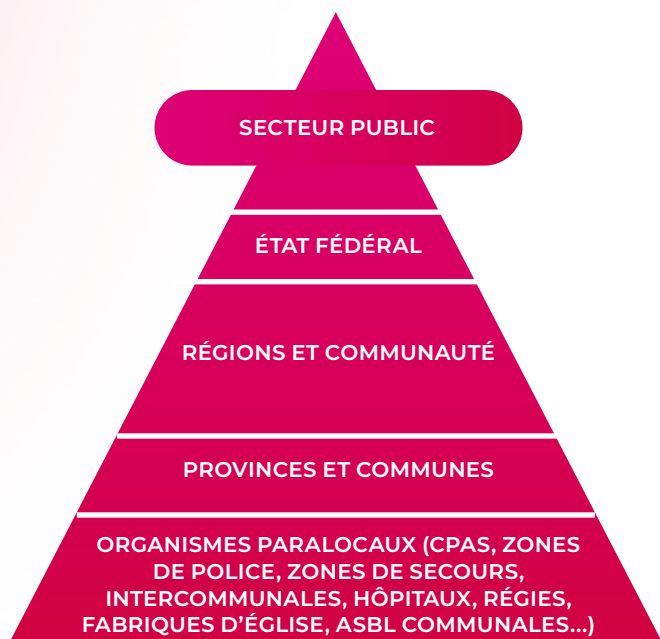 SECTEUR PUBLIC
ÉTAT FÉDÉRAL
RÉGIONS ET COMMUNAUTÉ
PROVINCES ET COMMUNES
ORGANISMES PARALOCAUX (CPAS, ZONES
DE POLICE, ZONES DE SECOURS,
INTERCOMMUNALES, HÔPITAUX, RÉGIES,
FABRIQUES D’ÉGLISE, ASBL COMMUNALES...)